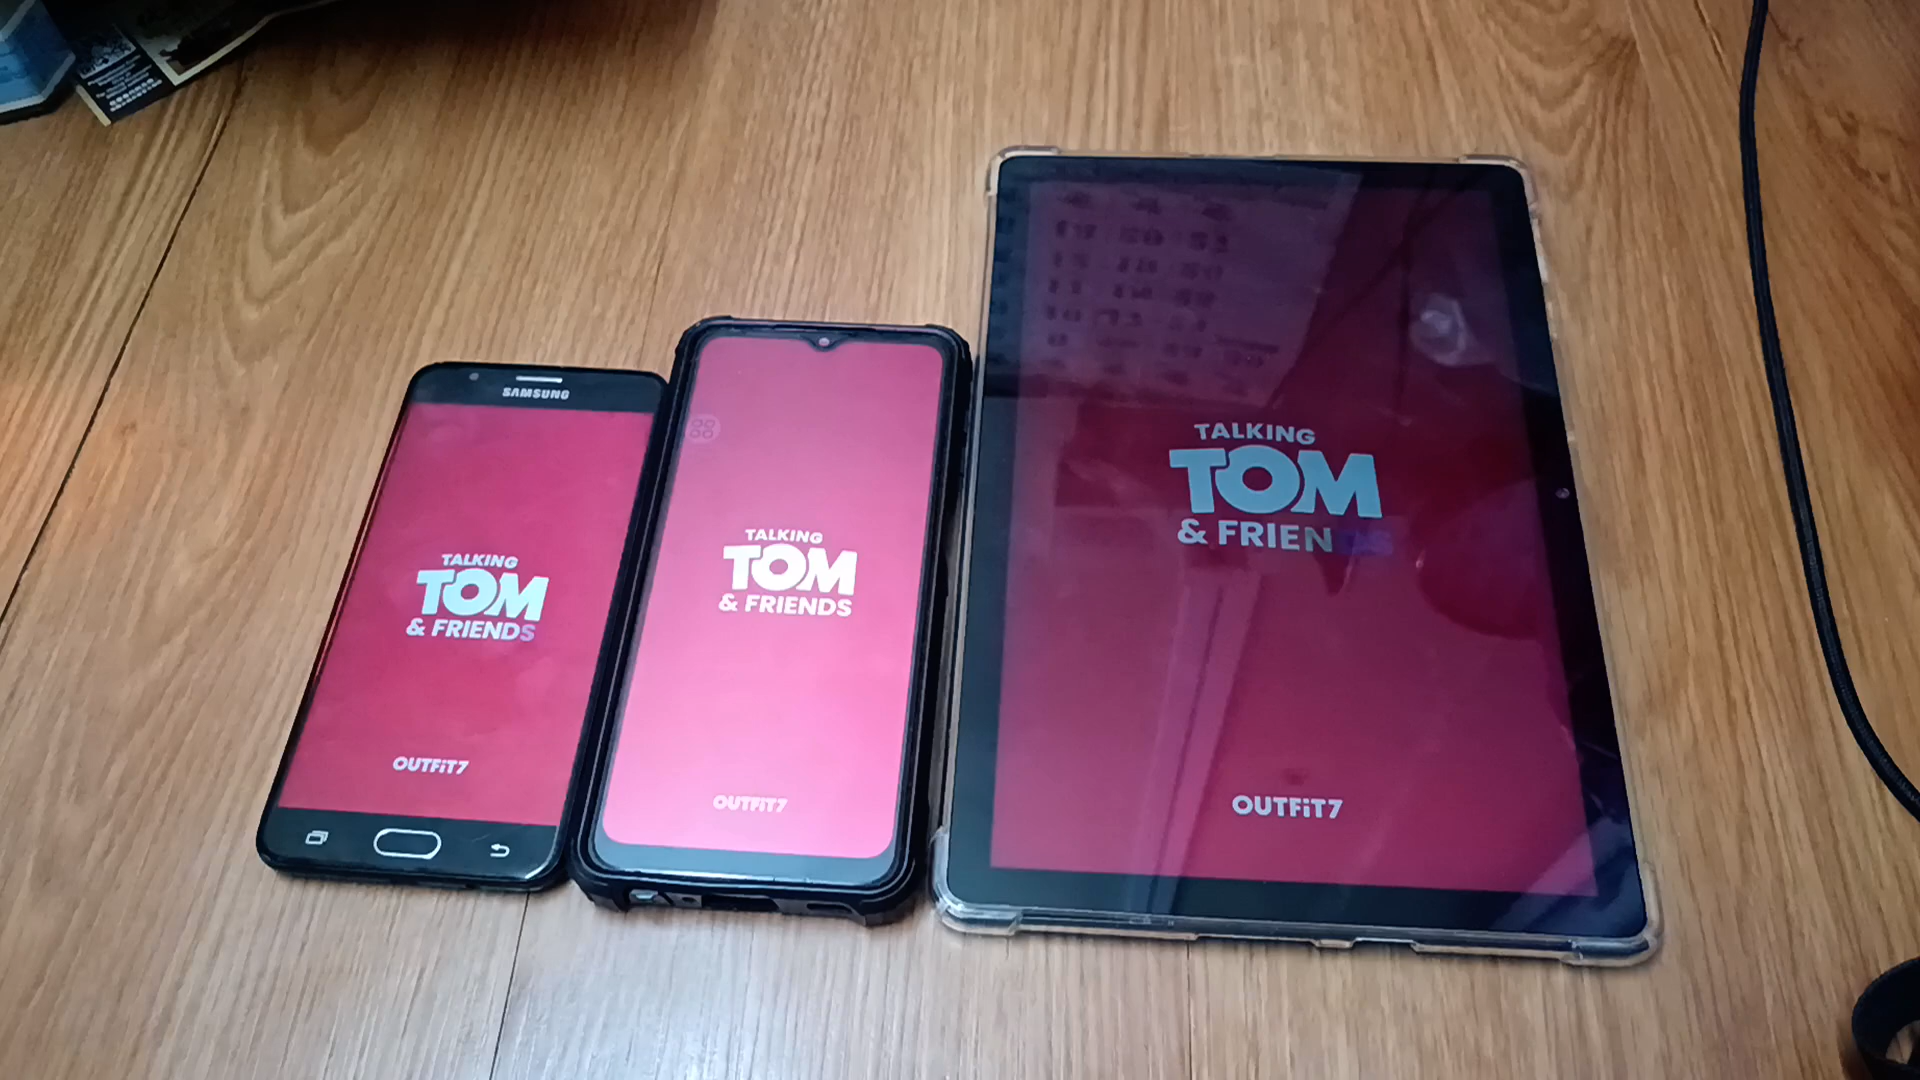 SAMSUNG
TALKING
TOM
& FRIENDS
OUTFIT7
TALKING
TOM
& FRIENDS
OUTFIT7
TALKING
TOM
& FRIEN
OUTFIT7